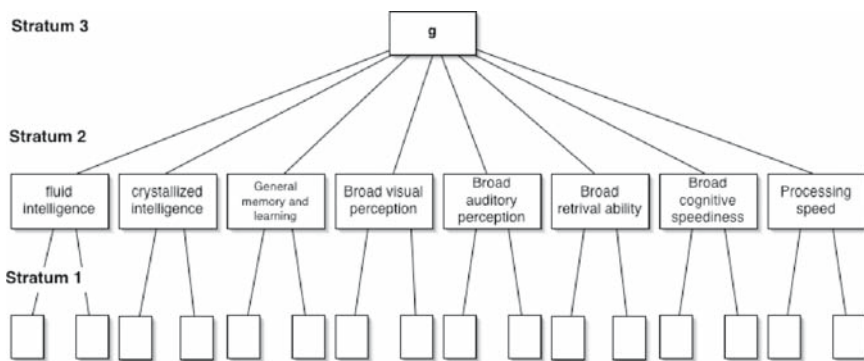 Stratum 3
g
Stratum 2
fluid
intelligence
crystallized
intelligence
General
memory and
learning
Broad visual
perception
Broad
auditory
perception
Broad
retrival ability
Broad
cognitive
speediness
Processing
speed
Stratum 1